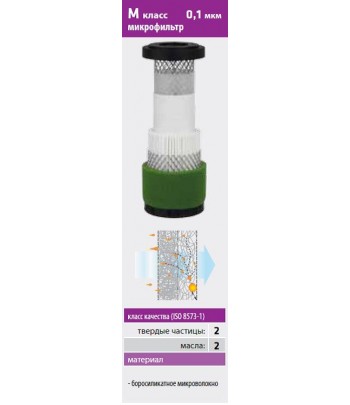 М класс 0,1 мкм
микрофильтр
класс качества (ISO 8573-1)
твердые частицы: 2
масла: 2
материал
- боросиликатное микроволокно